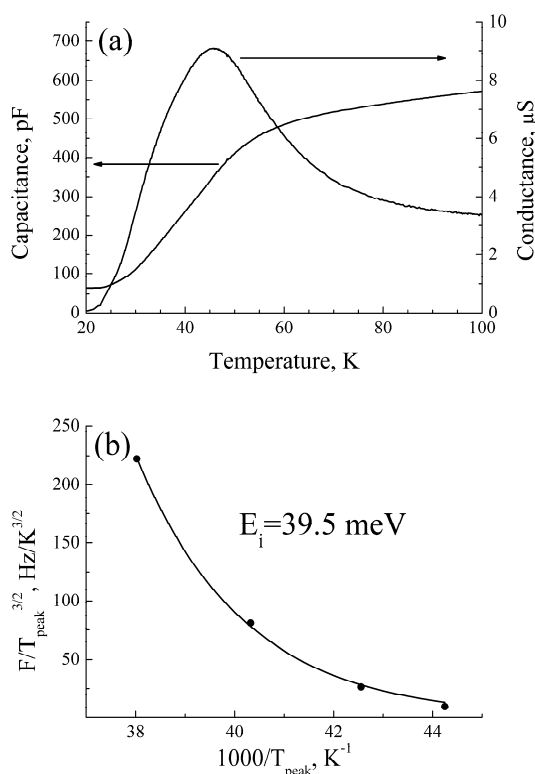 (a)
700
600
500
400
300
200
100
0
Capacitance, pF
10
8
6
4
2
0
Conductance, μS
20 40 60 80 100
Temperature, K
(b)
250
200
150
100
50
F/T_peak^3/2, Hz/K^3/2
E_i=39.5 meV
38 40 42 44
1000/T_peak, K^-1